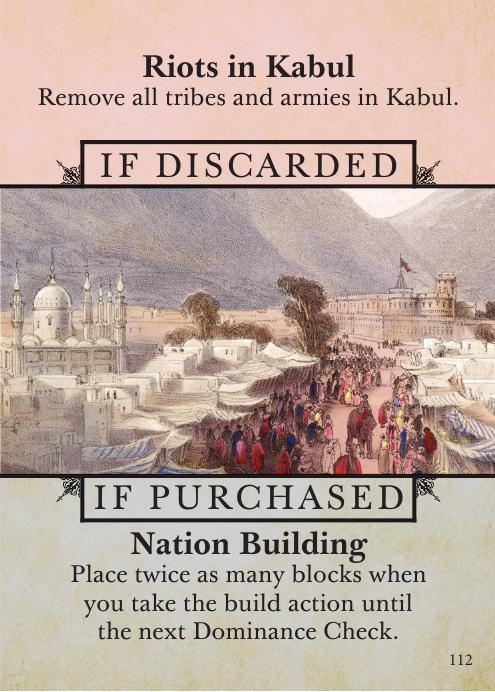 Riots in Kabul
Remove all tribes and armies in Kabul.
IF DISCARDED
IF PURCHASED
Nation Building
Place twice as many blocks when
you take the build action until
the next Dominance Check.
112